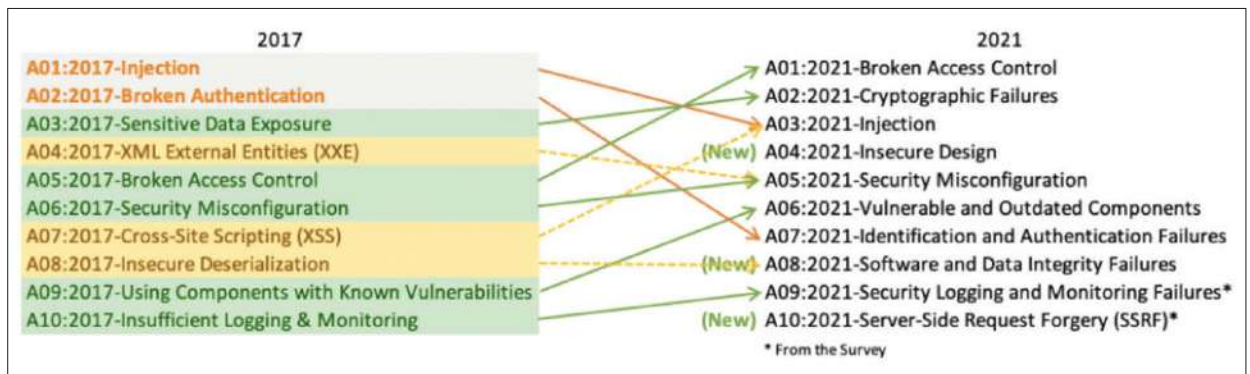 2017
A01:2017-Injection
A02:2017-Broken Authentication
A03:2017-Sensitive Data Exposure
A04:2017-XML External Entities (XXE)
A05:2017-Broken Access Control
A06:2017-Security Misconfiguration
A07:2017-Cross-Site Scripting (XSS)
A08:2017-Insecure Deserialization
A09:2017-Using Components with Known Vulnerabilities
A10:2017-Insufficient Logging & Monitoring
2021
A01:2021-Broken Access Control
A02:2021-Cryptographic Failures
A03:2021-Injection
(New) A04:2021-Insecure Design
A05:2021-Security Misconfiguration
A06:2021-Vulnerable and Outdated Components
A07:2021-Identification and Authentication Failures
(New) A08:2021-Software and Data Integrity Failures
A09:2021-Security Logging and Monitoring Failures*
(New) A10:2021-Server-Side Request Forgery (SSRF)*
* From the Survey